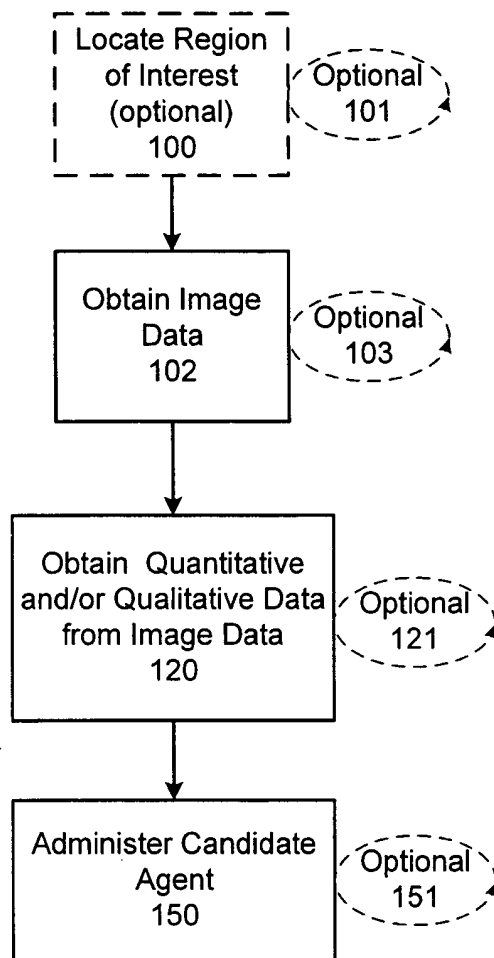 Locate Region
of Interest
(optional)
100
Optional
101
Obtain Image
Data
102
Optional
103
Obtain Quantitative
and/or Qualitative Data
from Image Data
120
Optional
121
Administer Candidate
Agent
150
Optional
151